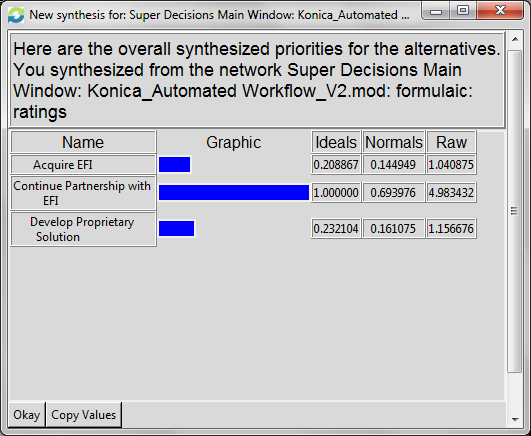 New synthesis for: Super Decisions Main Window: Konica_Automated ...
Here are the overall synthesized priorities for the alternatives.
You synthesized from the network Super Decisions Main
Window: Konica_Automated Workflow_V2.mod: formulaic:
ratings
Name Graphic Ideals Normals Raw
Acquire EFI 0.208867 0.144949 1.040875
Continue Partnership with
EFI 1.000000 0.693976 4.983432
Develop Proprietary
Solution 0.232104 0.161075 1.156676
Okay Copy Values